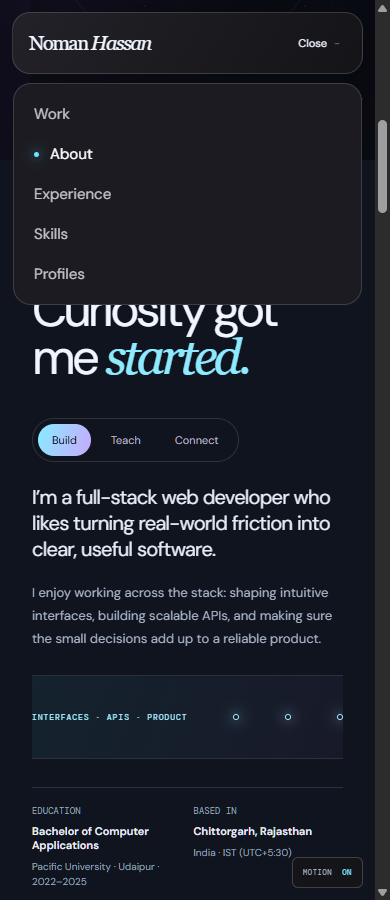 Noman Hassan
Close –
Work
About
Experience
Skills
Profiles
Curiosity got
me started.
Build Teach Connect
I'm a full-stack web developer who
likes turning real-world friction into
clear, useful software.
I enjoy working across the stack: shaping intuitive
interfaces, building scalable APIs, and making sure
the small decisions add up to a reliable product.
INTERFACES · APIS · PRODUCT
EDUCATION
Bachelor of Computer
Applications
Pacific University · Udaipur ·
2022–2025
BASED IN
Chittorgarh, Rajasthan
India · IST (UTC+5:30)
MOTION ON